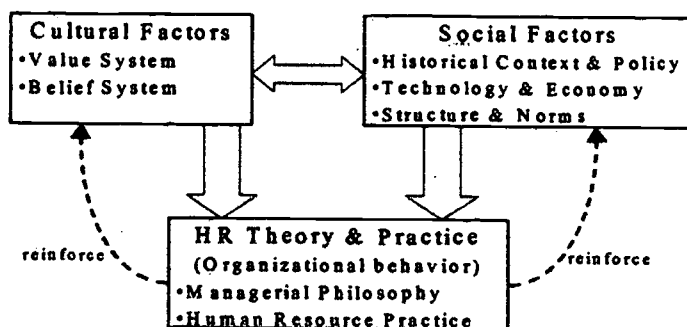 Cultural Factors
•Value System
•Belief System
Social Factors
•Historical Context & Policy
•Technology & Economy
•Structure & Norms
reinforce
HR Theory & Practice
(Organizational behavior)
•Managerial Philosophy
•Human Resource Practice
reinforce